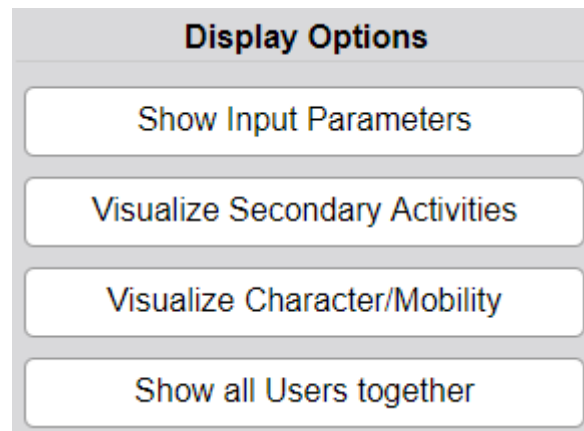 Display Options
Show Input Parameters
Visualize Secondary Activities
Visualize Character/Mobility
Show all Users together